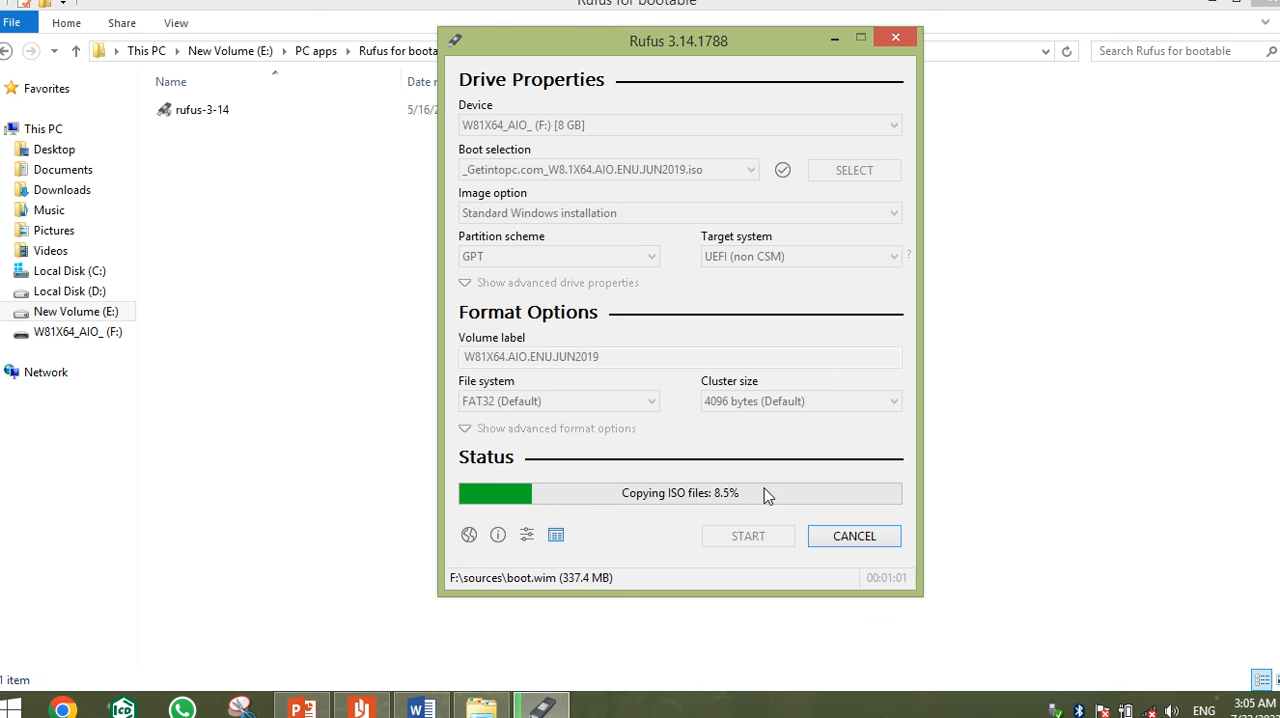 Rufus for bootable
File Home Share View
This PC New Volume (E:) PC apps Rufus for boota
Search Rufus for bootable
Name
Date r
rufus-3-14
5/16/2
Favorites
This PC
Desktop
Documents
Downloads
Music
Pictures
Videos
Local Disk (C:)
Local Disk (D:)
New Volume (E:)
W81X64_AIO_ (F:)
Network
1 item
Rufus 3.14.1788
Drive Properties
Device
W81X64_AIO_ (F:) [8 GB]
Boot selection
_Getintopc.com_W8.1X64.AIO.ENU.JUN2019.iso
SELECT
Image option
Standard Windows installation
Partition scheme
Target system
GPT
UEFI (non CSM)
?
Show advanced drive properties
Format Options
Volume label
W81X64.AIO.ENU.JUN2019
File system
Cluster size
FAT32 (Default)
4096 bytes (Default)
Show advanced format options
Status
Copying ISO files: 8.5%
START
CANCEL
F:\sources\boot.wim (337.4 MB)
00:01:01
ENG
3:05 AM